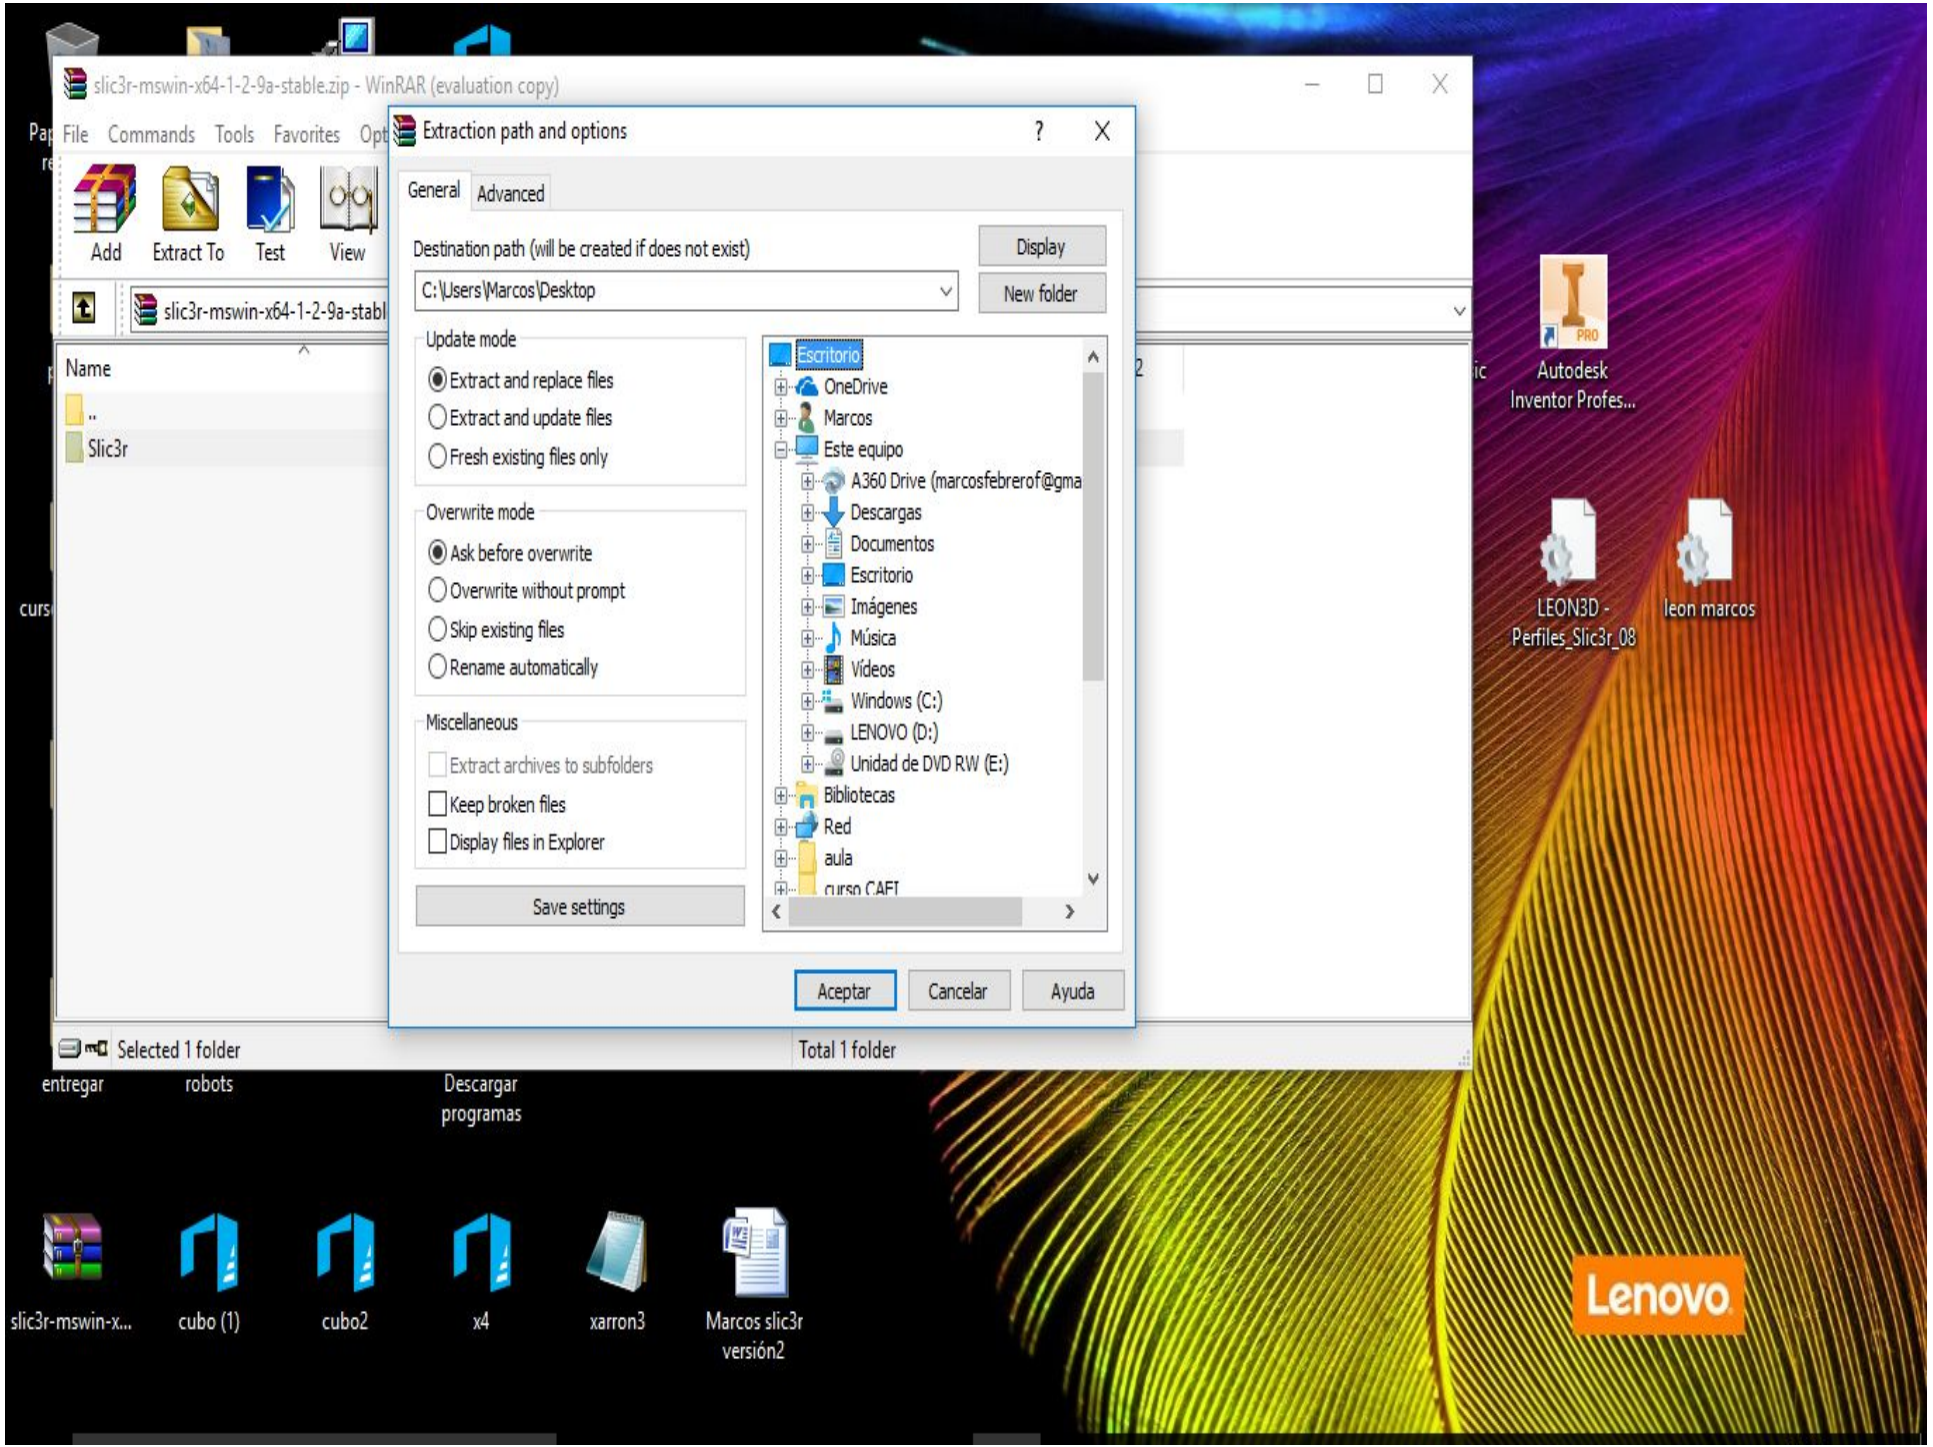 slic3r-mswin-x64-1-2-9a-stable.zip - WinRAR (evaluation copy)
File Commands Tools Favorites Opt
Add
Extract To
Test
View
slic3r-mswin-x64-1-2-9a-stabl
Name
..
Slic3r
Selected 1 folder
Total 1 folder
Extraction path and options
General
Advanced
Destination path (will be created if does not exist)
Display
C:\Users\Marcos\Desktop
New folder
Update mode
Extract and replace files
Extract and update files
Fresh existing files only
Overwrite mode
Ask before overwrite
Overwrite without prompt
Skip existing files
Rename automatically
Miscellaneous
Extract archives to subfolders
Keep broken files
Display files in Explorer
Save settings
Escritorio
OneDrive
Marcos
Este equipo
A360 Drive (marcosfebrerof@gma
Descargas
Documentos
Escritorio
Imágenes
Música
Vídeos
Windows (C:)
LENOVO (D:)
Unidad de DVD RW (E:)
Bibliotecas
Red
aula
curso CAFI
Aceptar
Cancelar
Ayuda
PRO
Autodesk
Inventor Profes...
LEON3D -
Perfiles_Slic3r_08
leon marcos
entregar
robots
Descargar
programas
slic3r-mswin-x...
cubo (1)
cubo2
x4
xarron3
Marcos slic3r
versión2
Lenovo